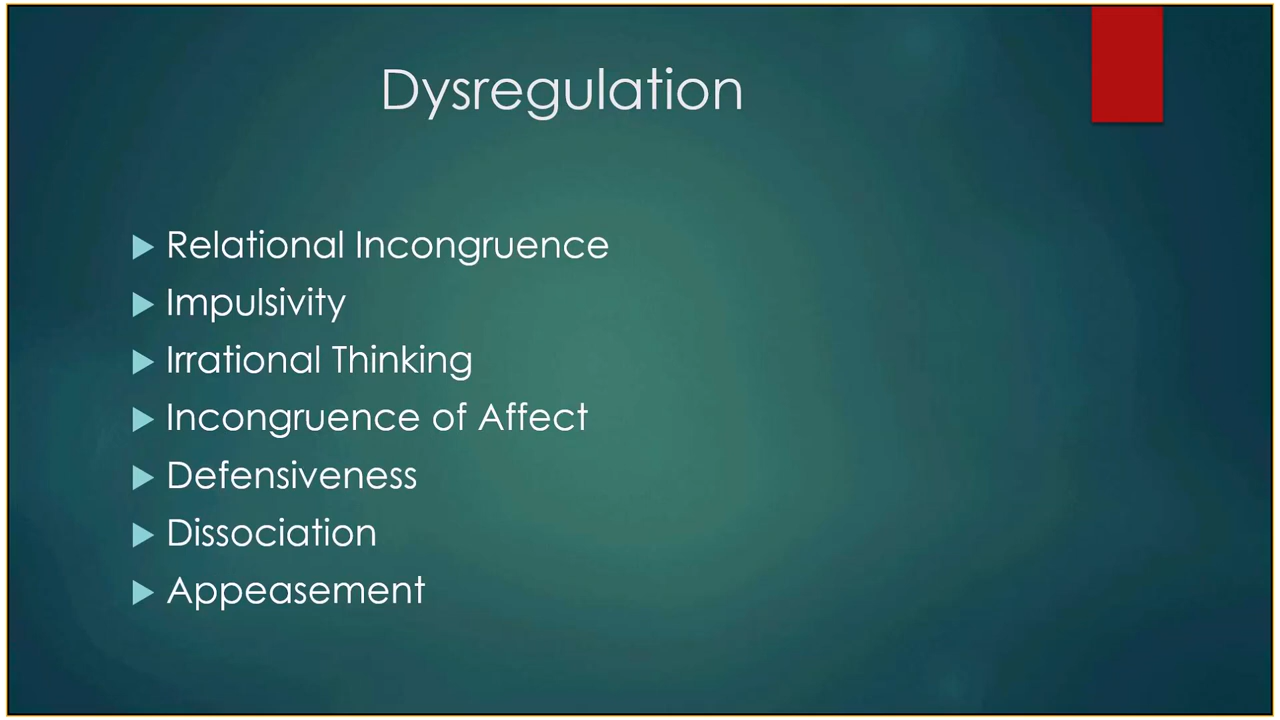 Dysregulation
Relational Incongruence
Impulsivity
Irrational Thinking
Incongruence of Affect
Defensiveness
Dissociation
Appeasement